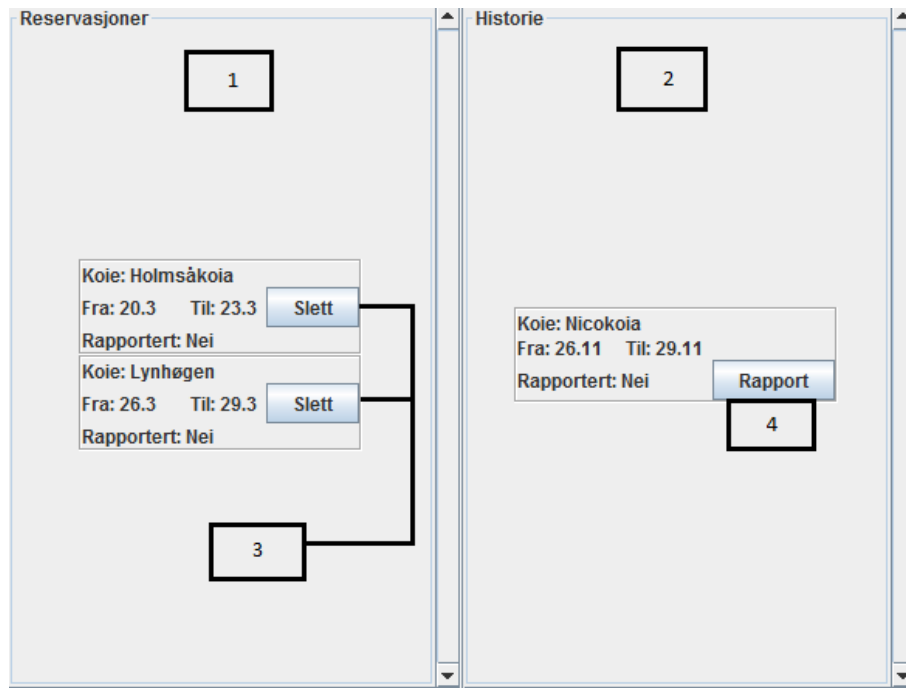 Reservasjoner
1
Koie: Holmsåkoia
Fra: 20.3 Til: 23.3 Slett
Rapportert: Nei
Koie: Lynhøgen
Fra: 26.3 Til: 29.3 Slett
Rapportert: Nei
3
Historie
2
Koie: Nicokoia
Fra: 26.11 Til: 29.11
Rapportert: Nei Rapport
4